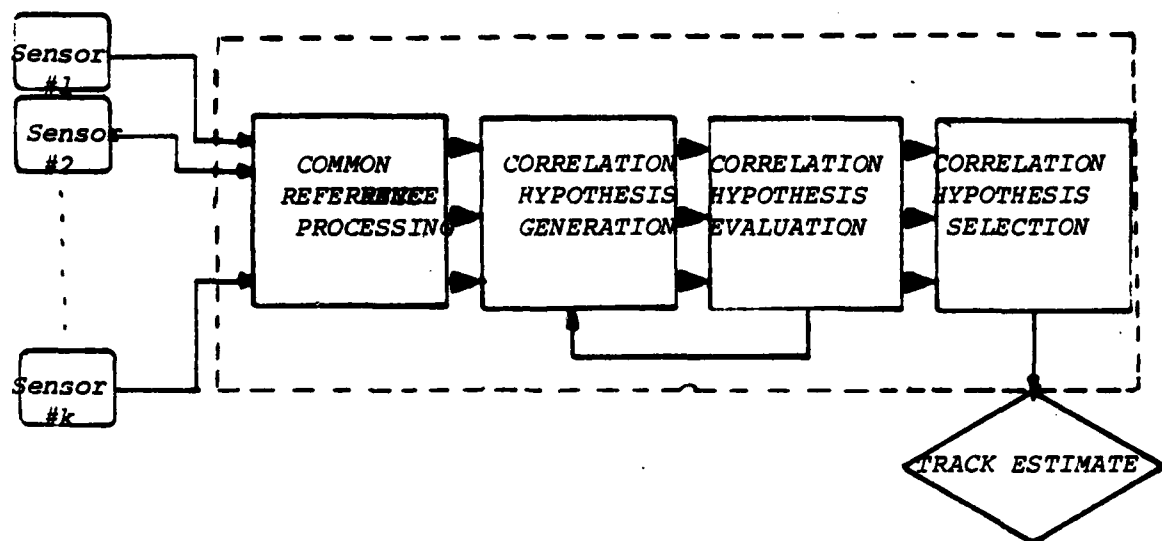 Sensor
#1
Sensor
#2
Sensor
#k
COMMON
REFERENCE
PROCESSING
CORRELATION
HYPOTHESIS
GENERATION
CORRELATION
HYPOTHESIS
EVALUATION
CORRELATION
HYPOTHESIS
SELECTION
TRACK ESTIMATE